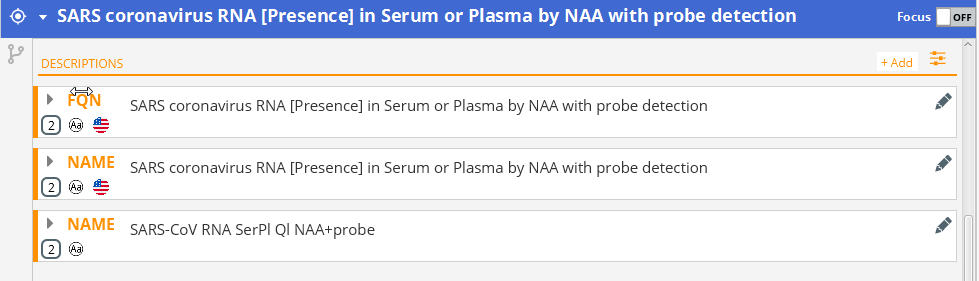 SARS coronavirus RNA [Presence] in Serum or Plasma by NAA with probe detection
Focus OFF
DESCRIPTIONS
+ Add
FQN SARS coronavirus RNA [Presence] in Serum or Plasma by NAA with probe detection
2 Aa
NAME SARS coronavirus RNA [Presence] in Serum or Plasma by NAA with probe detection
2 Aa
NAME SARS-CoV RNA SerPl Ql NAA+probe
2 Aa